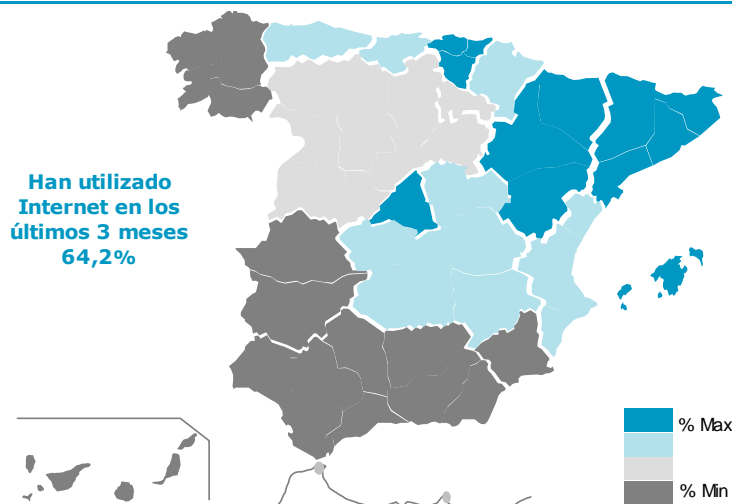 Han utilizado
Internet en los
últimos 3 meses
64,2%
% Max
% Min